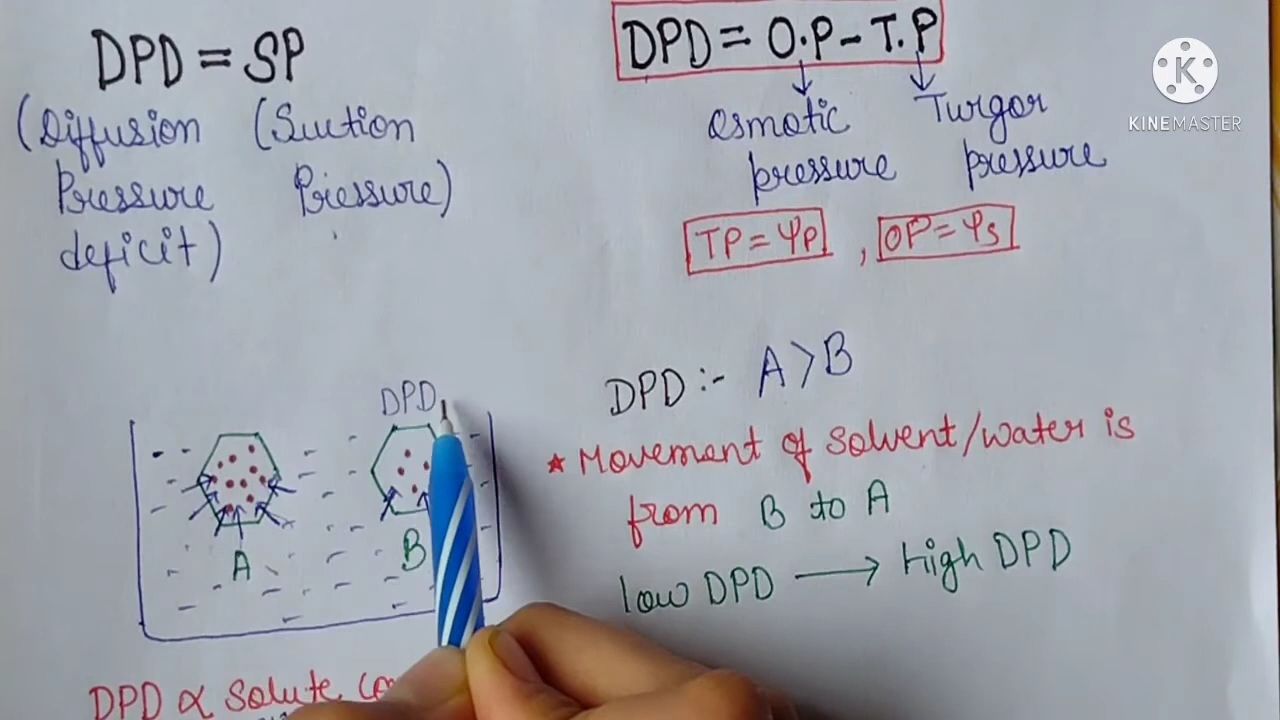 DPD = SP
(Diffusion (Suction
Pressure Pressure)
deficit)
DPD = O.P - T.P
osmotic Turgor
pressure pressure
TP = Ψp , OP = Ψs
K
KINEMASTER
DPD
A B
DPD :- A > B
* Movement of solvent/water is
from B to A
low DPD → High DPD
DPD ∝ Solute